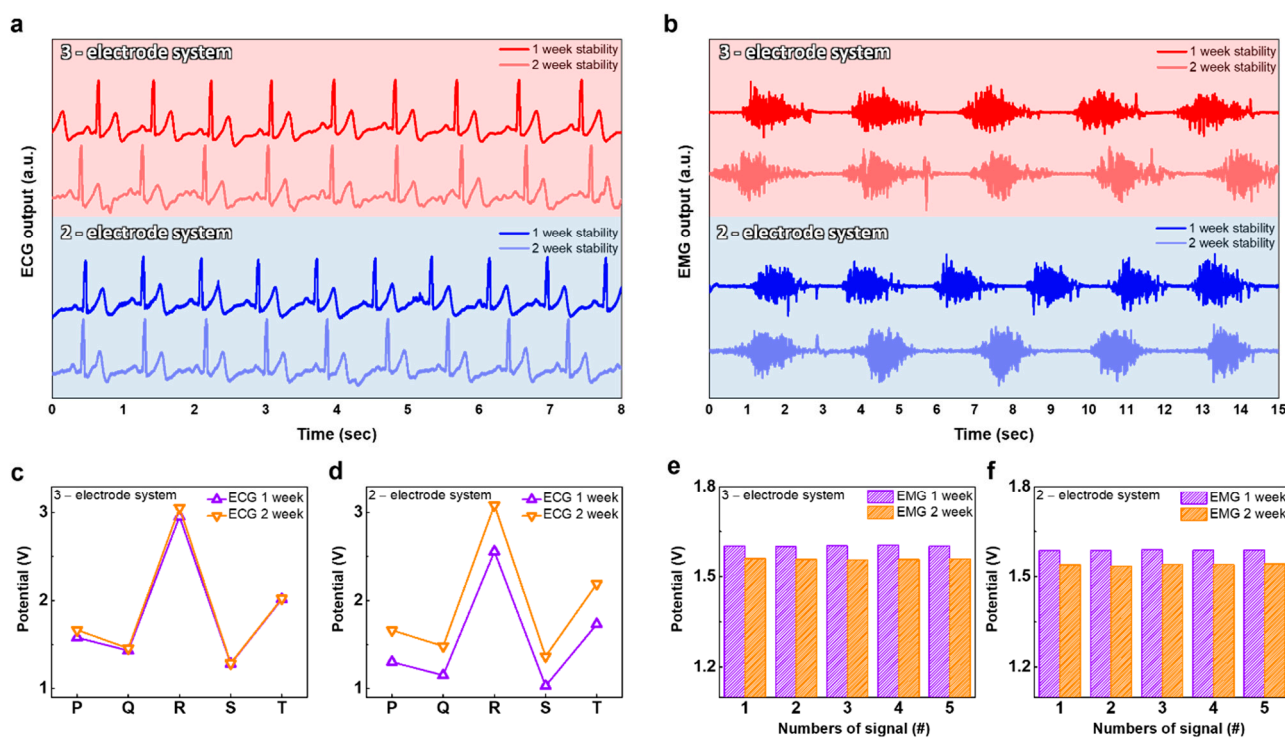 a
3 - electrode system
1 week stability
2 week stability
2 - electrode system
1 week stability
2 week stability
ECG output (a.u.)
0 1 2 3 4 5 6 7 8
Time (sec)
b
3 - electrode system
1 week stability
2 week stability
2 - electrode system
1 week stability
2 week stability
EMG output (a.u.)
0 1 2 3 4 5 6 7 8 9 10 11 12 13 14 15
Time (sec)
c
3 – electrode system
ECG 1 week
ECG 2 week
Potential (V)
3
2
1
P Q R S T
d
2 – electrode system
ECG 1 week
ECG 2 week
Potential (V)
3
2
1
P Q R S T
e
3 – electrode system
EMG 1 week
EMG 2 week
Potential (V)
1.8
1.5
1.2
1 2 3 4 5
Numbers of signal (#)
f
2 – electrode system
EMG 1 week
EMG 2 week
Potential (V)
1.8
1.5
1.2
1 2 3 4 5
Numbers of signal (#)